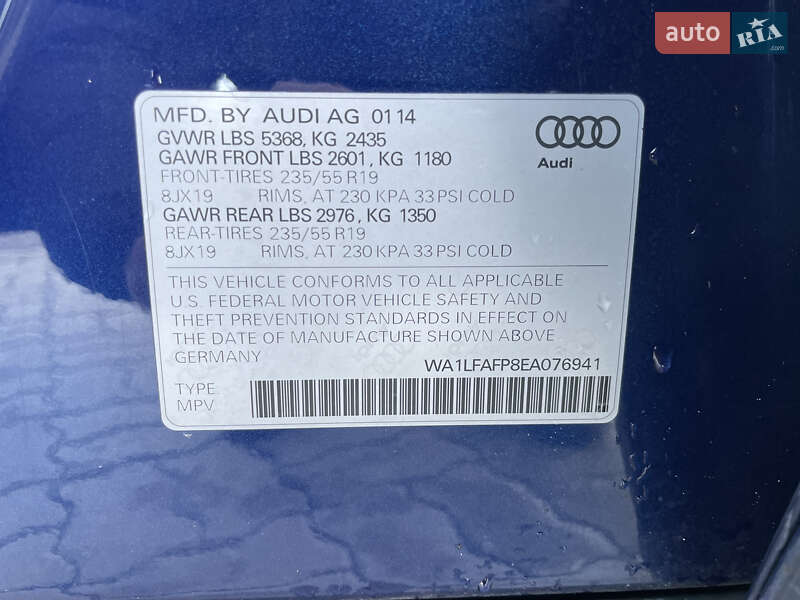 auto RIA
.com
MFD. BY AUDI AG 0114
GVWR LBS 5368, KG 2435
GAWR FRONT LBS 2601, KG 1180
FRONT-TIRES 235/55 R19
8JX19 RIMS, AT 230 KPA 33 PSI COLD
GAWR REAR LBS 2976, KG 1350
REAR-TIRES 235/55 R19
8JX19 RIMS, AT 230 KPA 33 PSI COLD
Audi
THIS VEHICLE CONFORMS TO ALL APPLICABLE
U.S. FEDERAL MOTOR VEHICLE SAFETY AND
THEFT PREVENTION STANDARDS IN EFFECT ON
THE DATE OF MANUFACTURE SHOWN ABOVE
GERMANY
WA1LFAFP8EA076941
TYPE
MPV